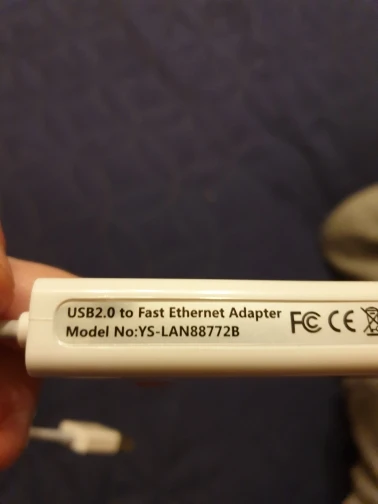 USB2.0 to Fast Ethernet Adapter
Model No:YS-LAN88772B
FC CE